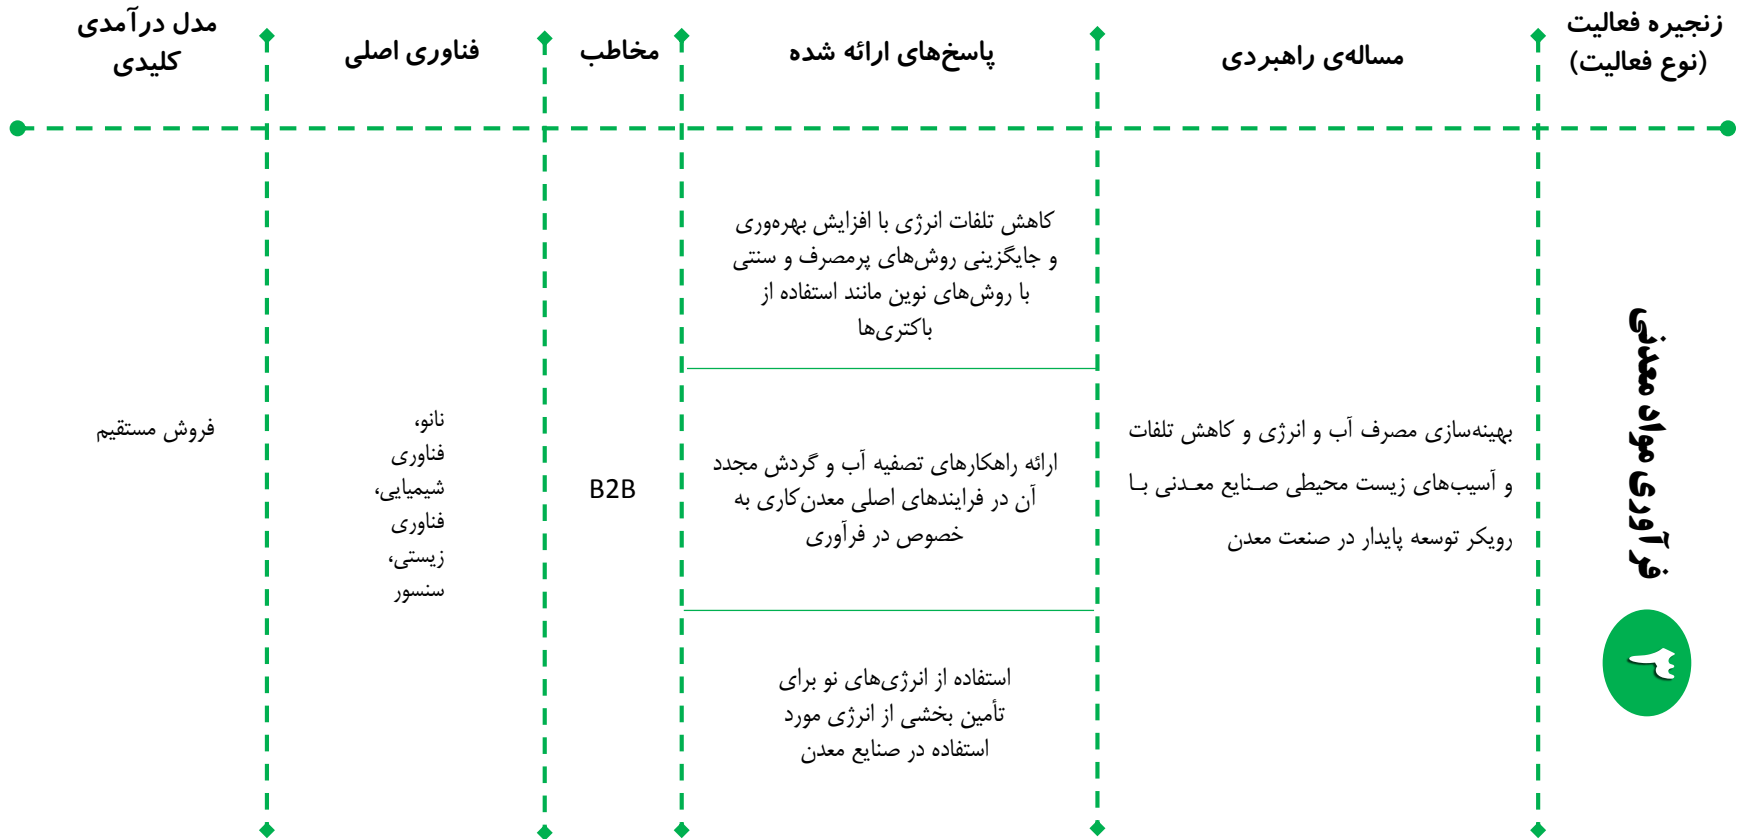 زنجیره فعالیت
(نوع فعالیت)
مساله‌ی راهبردی
پاسخ‌های ارائه شده
مخاطب
فناوری اصلی
مدل درآمدی
کلیدی
فرآوری مواد معدنی
۳
بهینه‌سازی مصرف آب و انرژی و کاهش تلفات
و آسیب‌های زیست محیطی صنایع معدنی با
رویکر توسعه پایدار در صنعت معدن
کاهش تلفات انرژی با افزایش بهره‌وری
و جایگزینی روش‌های پرمصرف و سنتی
با روش‌های نوین مانند استفاده از
باکتری‌ها
ارائه راهکارهای تصفیه آب و گردش مجدد
آن در فرایندهای اصلی معدن‌کاری به
خصوص در فرآوری
استفاده از انرژی‌های نو برای
تأمین بخشی از انرژی مورد
استفاده در صنایع معدن
B2B
نانو،
فناوری
شیمیایی،
فناوری
زیستی،
سنسور
فروش مستقیم